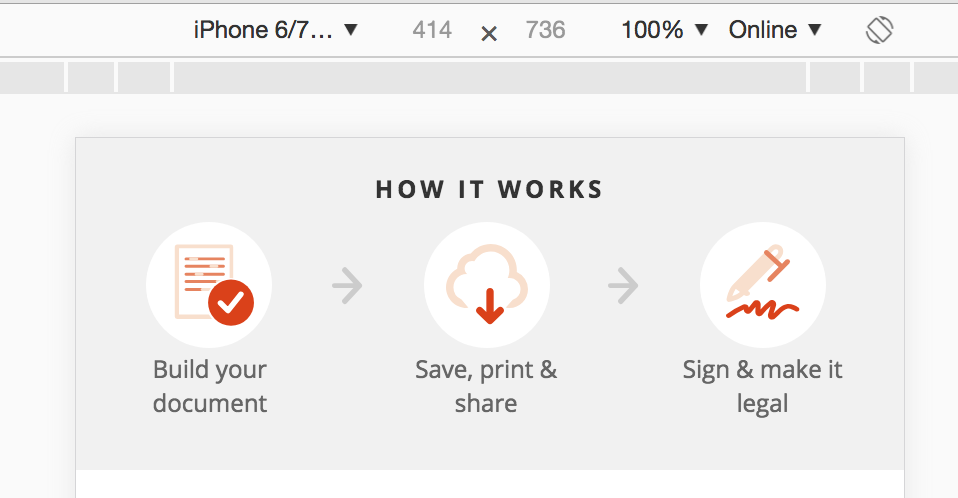 iPhone 6/7... ▼ 414 × 736 100% ▼ Online ▼
HOW IT WORKS
Build your
document
Save, print &
share
Sign & make it
legal